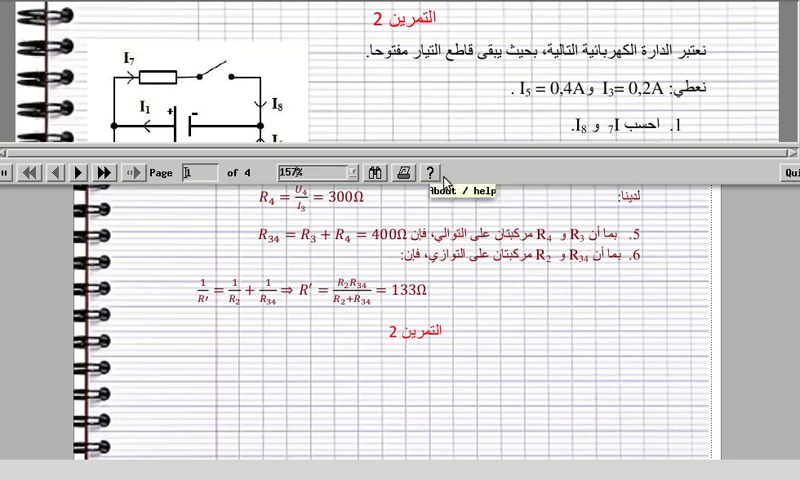 التمرين 2
نعتبر الدارة الكهربائية التالية، بحيث يبقى قاطع التيار مفتوحا.
نعطي: I3= 0,2A و I5 = 0,4A .
1. احسب I7 و I8.
I7
I8
I1
+ -
Page 1 of 4 157% ?
Qui
About / help
لدينا:
R4 = U4/I3 = 300Ω
5. بما أن R3 و R4 مركبتان على التوالي، فإن R34 = R3 + R4 = 400Ω
6. بما أن R34 و R2 مركبتان على التوازي، فإن:
1/R′ = 1/R2 + 1/R34 ⇒ R′ = R2R34/R2+R34 = 133Ω
التمرين 2